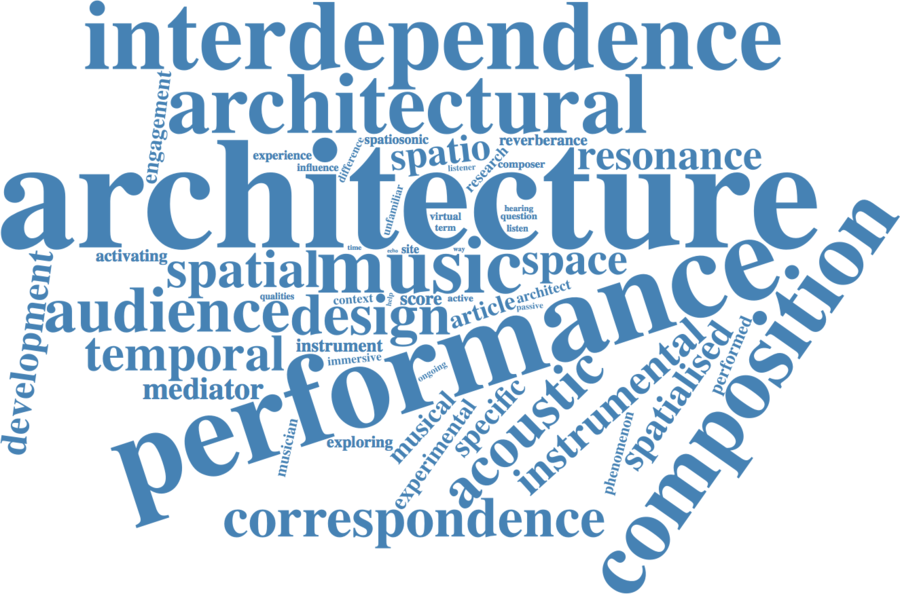 interdependence
architectural
engagement
experience
influence
difference
spatiosonic
spatio
listener
research
reverberance
composer
resonance
architecture
unfamiliar
virtual
term
bearing
question
listen
time
echo
site
way
activating
spatial
music
space
development
audience
qualities
design
context
help
score
active
article
architect
passive
temporal
instrument
immersive
ongoing
mediator
performance
composition
musician
exploring
musical
experimental
specific
acoustic
instrumental
phenomenon
spatialised
performed
correspondence